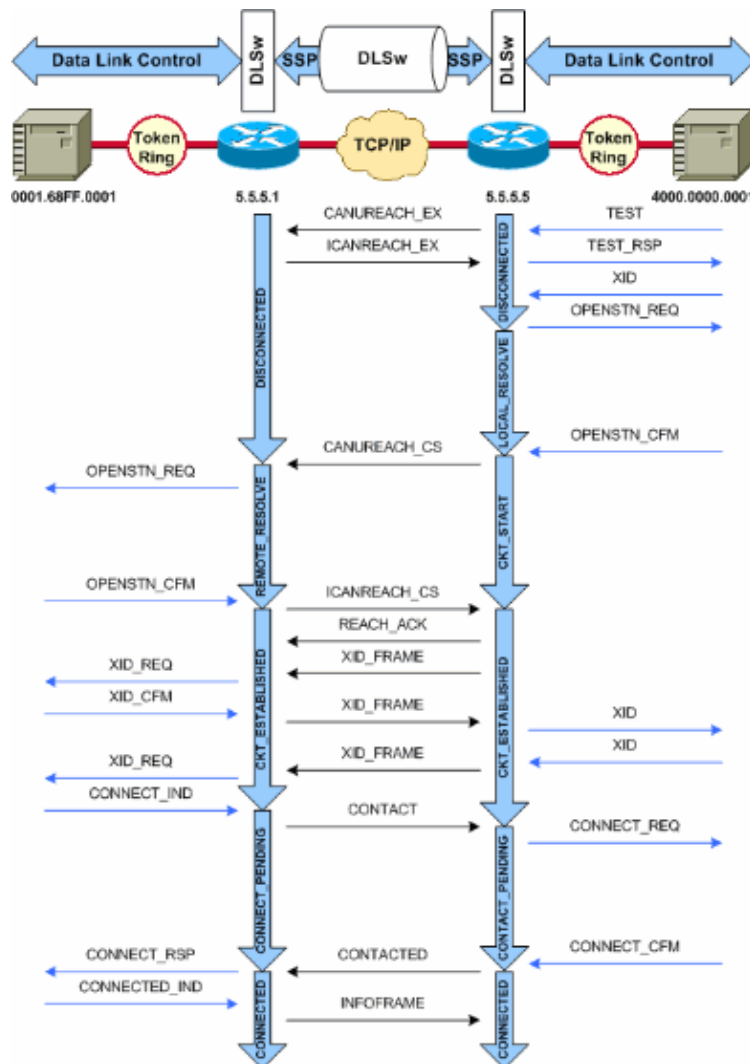 Data Link Control
DLSw
SSP
DLSw
SSP
DLSw
Data Link Control
Token
Ring
TCP/IP
Token
Ring
0001.68FF.0001
5.5.5.1
5.5.5.5
4000.0000.0001
CANUREACH_EX
TEST
ICANREACH_EX
TEST_RSP
XID
DISCONNECTED
OPENSTN_REQ
DISCONNECTED
LOCAL_RESOLVE
OPENSTN_CFM
CANUREACH_CS
OPENSTN_REQ
REMOTE_RESOLVE
CKT_START
OPENSTN_CFM
ICANREACH_CS
REACH_ACK
XID_FRAME
XID_REQ
XID_CFM
XID_FRAME
XID
CKT_ESTABLISHED
CKT_ESTABLISHED
XID
XID_FRAME
XID_REQ
CONNECT_IND
CONTACT
CONNECT_REQ
CONNECT_PENDING
CONTACT_PENDING
CONNECT_CFM
CONNECT_RSP
CONTACTED
CONNECTED_IND
INFOFRAME
CONNECTED
CONNECTED